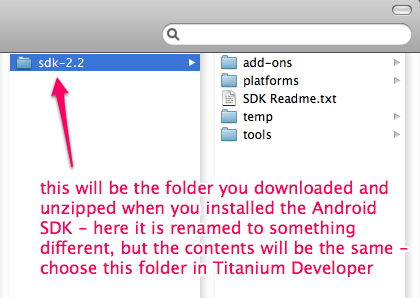 sdk-2.2
add-ons
platforms
SDK Readme.txt
temp
tools
this will be the folder you downloaded and
unzipped when you installed the Android
SDK - here it is renamed to something
different, but the contents will be the same -
choose this folder in Titanium Developer